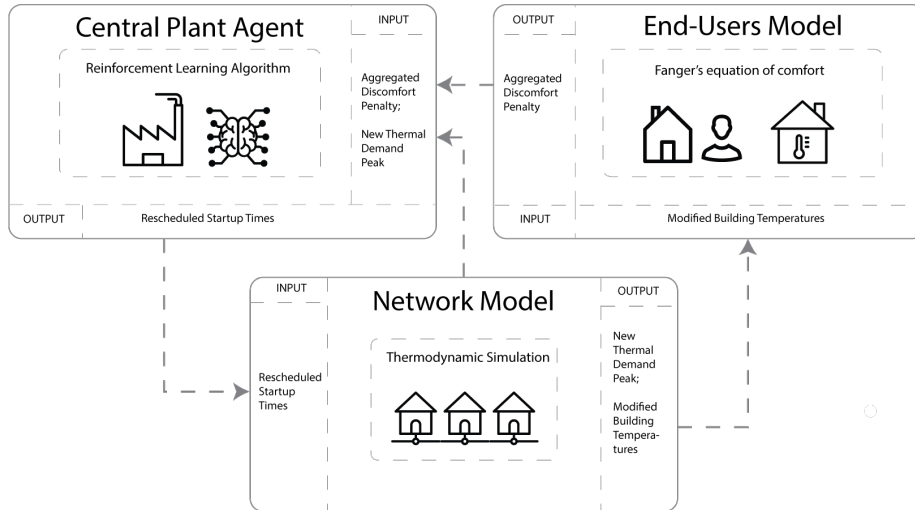 Central Plant Agent
INPUT
Reinforcement Learning Algorithm
Aggregated
Discomfort
Penalty;
New Thermal
Demand
Peak
OUTPUT
Rescheduled Startup Times
OUTPUT
End-Users Model
Aggregated
Discomfort
Penalty
Fanger's equation of comfort
INPUT
Modified Building Temperatures
INPUT
Network Model
OUTPUT
Rescheduled
Startup
Times
Thermodynamic Simulation
New
Thermal
Demand
Peak;
Modified
Building
Tempera-
tures